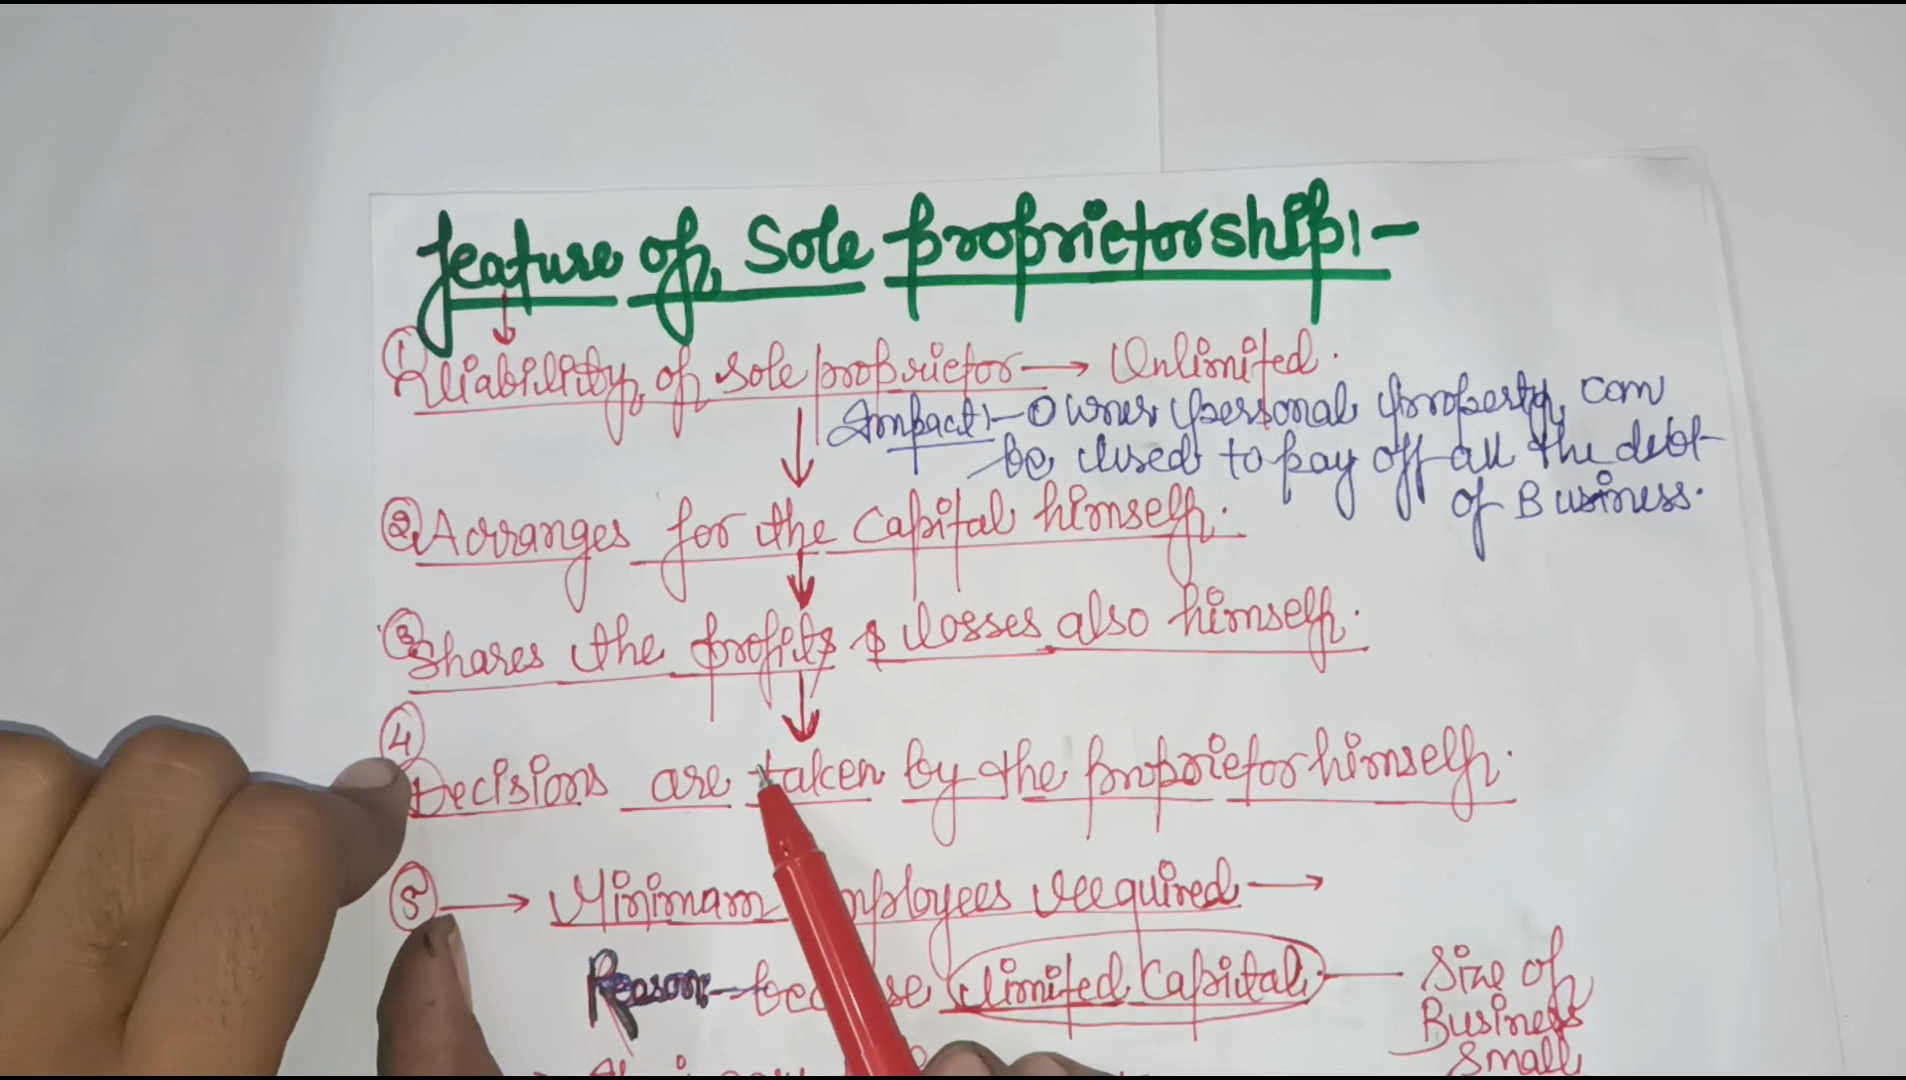 feature of Sole proprietorship:-
① Liability of sole proprietor → Unlimited.
Impact:- Owner personal property can
be used to pay off all the debt
of Business.
② Arranges for the capital himself.
③ Shares the profits & losses also himself.
④
Decisions are taken by the proprietor himself.
⑤ → Minimum employees required →
Reason- because limited capital — Size of
Business
small